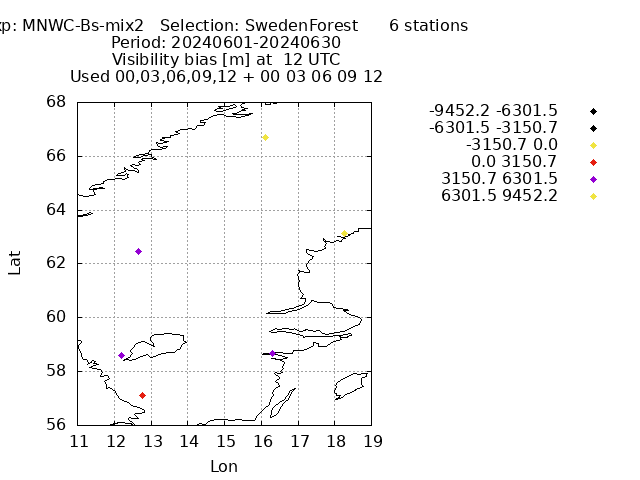 xp: MNWC-Bs-mix2 Selection: SwedenForest 6 stations
Period: 20240601-20240630
Visibility bias [m] at 12 UTC
Used 00,03,06,09,12 + 00 03 06 09 12
-9452.2 -6301.5
-6301.5 -3150.7
-3150.7 0.0
0.0 3150.7
3150.7 6301.5
6301.5 9452.2
68
66
64
62
60
58
56
Lat
11 12 13 14 15 16 17 18 19
Lon